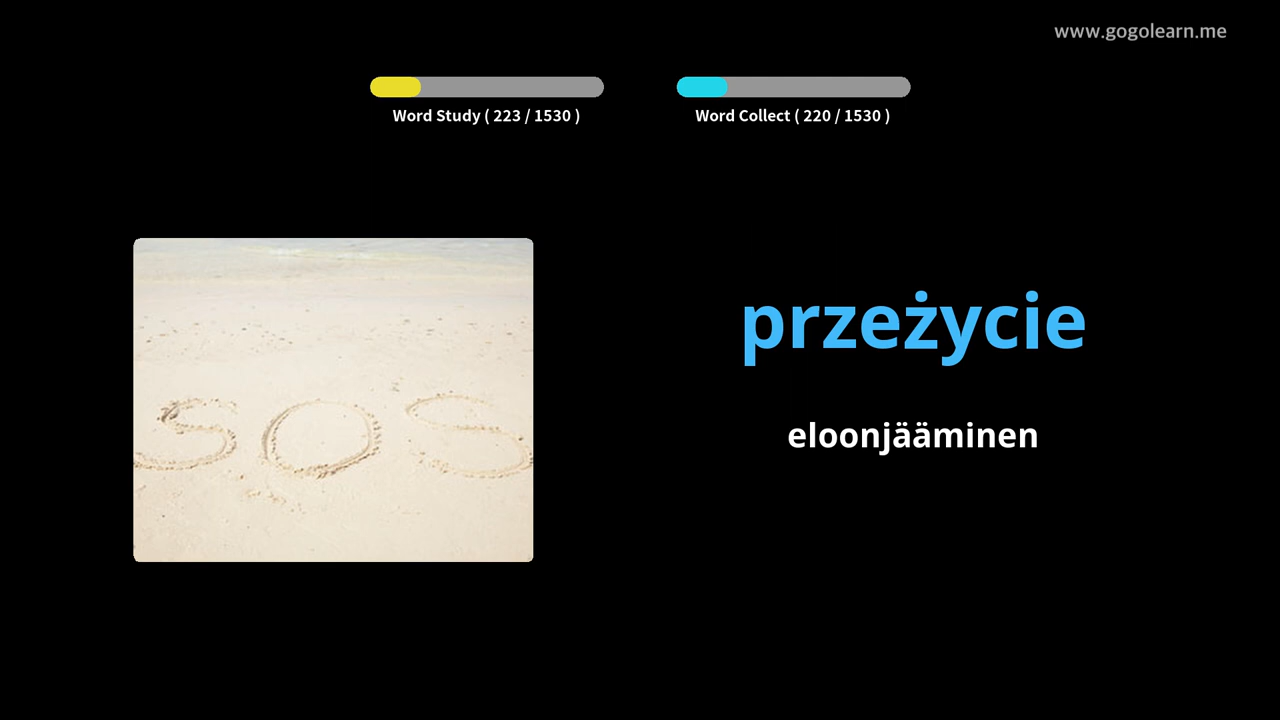 www.gogolearn.me
Word Study ( 223 / 1530 )
Word Collect ( 220 / 1530 )
SOS
przeżycie
eloonjääminen